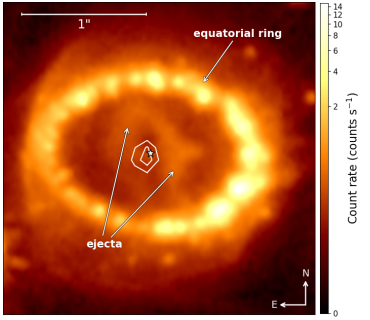 1"
equatorial ring
ejecta
N
E
14
12
10
8
6
4
2
0
Count rate (counts s⁻¹)